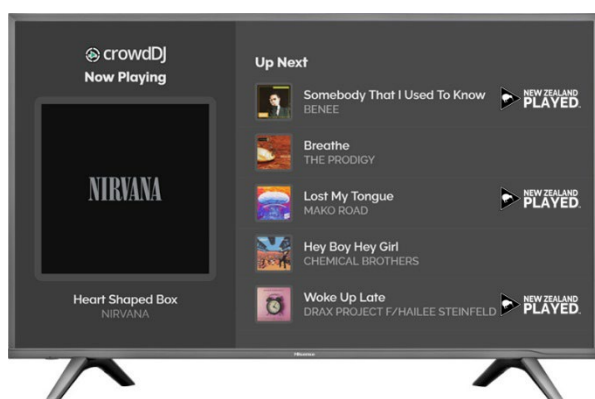 crowdDJ
Now Playing
NIRVANA
Heart Shaped Box
NIRVANA
Up Next
Somebody That I Used To Know
BENEE
NEW ZEALAND
PLAYED.
Breathe
THE PRODIGY
Lost My Tongue
MAKO ROAD
NEW ZEALAND
PLAYED.
Hey Boy Hey Girl
CHEMICAL BROTHERS
Woke Up Late
DRAX PROJECT F/HAILEE STEINFELD
NEW ZEALAND
PLAYED.
Hisense